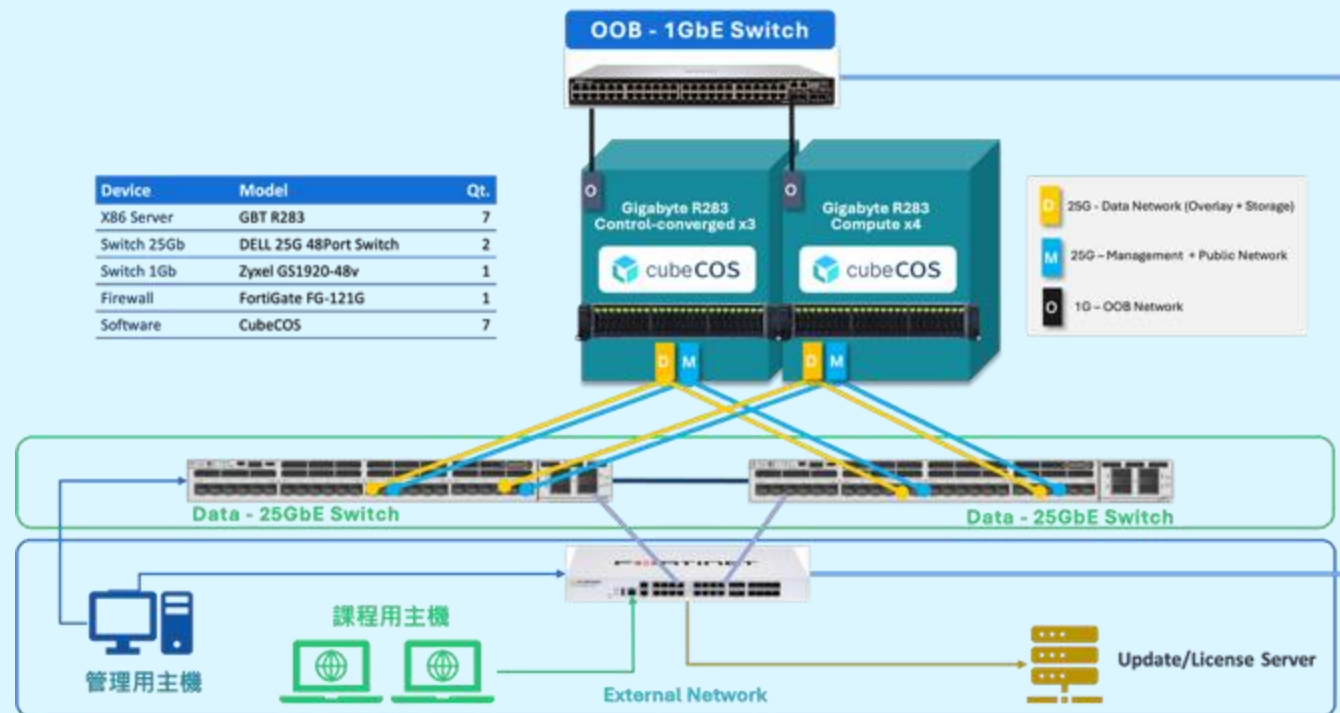 OOB - 1GbE Switch
Device Model Qt.
X86 Server GBT R283 7
Switch 25Gb DELL 25G 48Port Switch 2
Switch 1Gb Zyxel GS1920-48v 1
Firewall FortiGate FG-121G 1
Software CubeCOS 7
O
Gigabyte R283
Control-converged x3
cubeCOS
D M
O
Gigabyte R283
Compute x4
cubeCOS
D M
D 25G - Data Network (Overlay + Storage)
M 25G – Management + Public Network
O 1G – OOB Network
Data - 25GbE Switch
Data - 25GbE Switch
FORTINET
管理用主機
課程用主機
External Network
Update/License Server